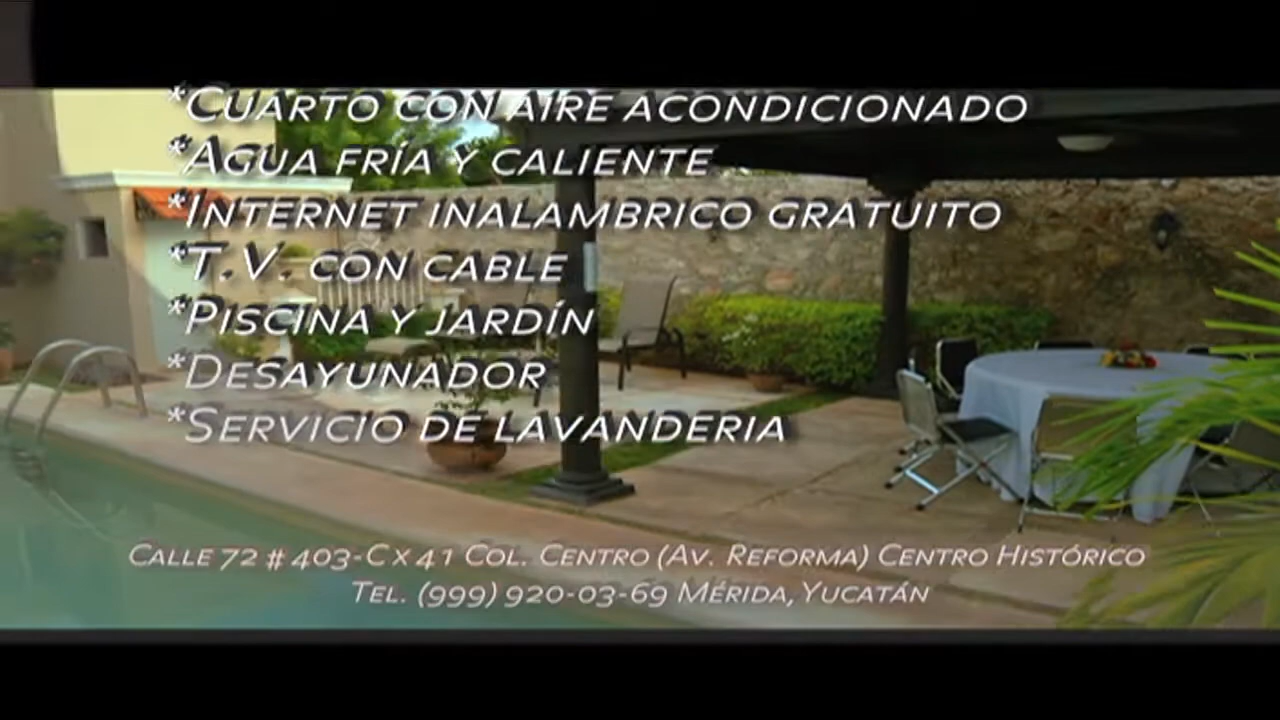 *Cuarto con aire acondicionado
*Agua fría y caliente
*Internet inalambrico gratuito
*T.V. con cable
*Piscina y jardín
*Desayunador
*Servicio de lavanderia
Calle 72 # 403-C x 41 Col. Centro (Av. Reforma) Centro Histórico
Tel. (999) 920-03-69 Mérida, Yucatán